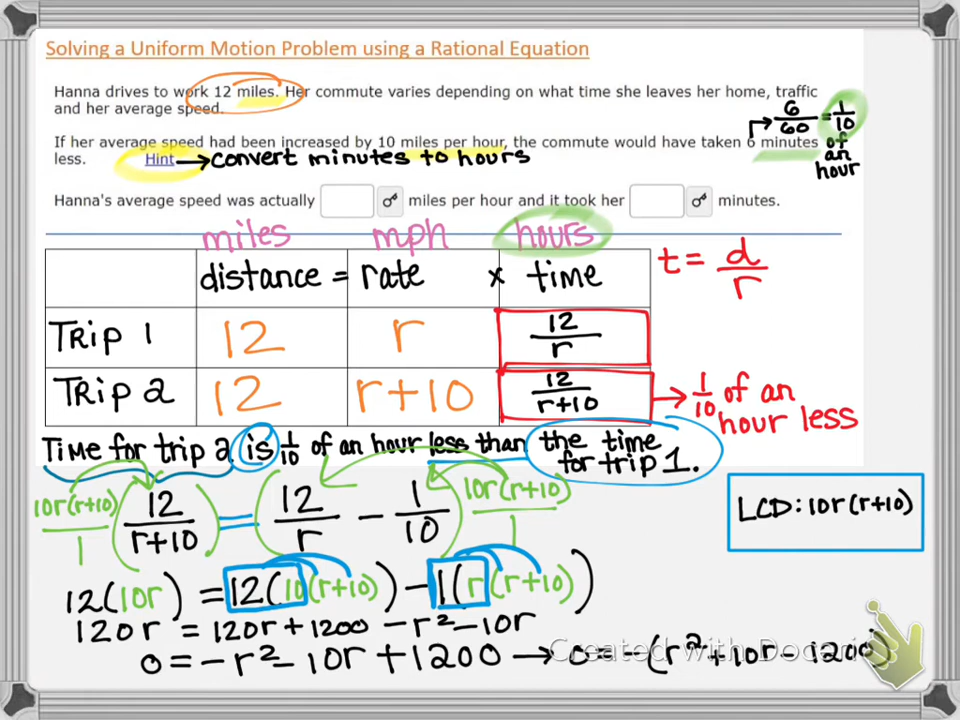 Solving a Uniform Motion Problem using a Rational Equation
Hanna drives to work 12 miles. Her commute varies depending on what time she leaves her home, traffic
and her average speed.
6/60 = 1/10
of an hour
If her average speed had been increased by 10 miles per hour, the commute would have taken 6 minutes
less. Hint → convert minutes to hours
Hanna's average speed was actually miles per hour and it took her minutes.
miles mph hours
distance = rate × time
t = d/r
Trip 1 12 r 12/r
Trip 2 12 r+10 12/(r+10) → 1/10 of an
hour less
Time for trip 2 is 1/10 of an hour less than the time
for trip 1.
10r(r+10)/1 (12/(r+10)) = (12/r - 1/10) 10r(r+10)/1
LCD: 10r(r+10)
12(10r) = 12(10(r+10)) - 1(r(r+10))
120r = 120r + 1200 - r² - 10r
0 = -r² - 10r + 1200 → 0 = -(r² + 10r - 1200)
Created with Doceri